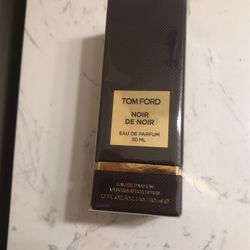 TOM FORD
NOIR
DE NOIR
EAU DE PARFUM
50 ML
EAU DE PARFUM